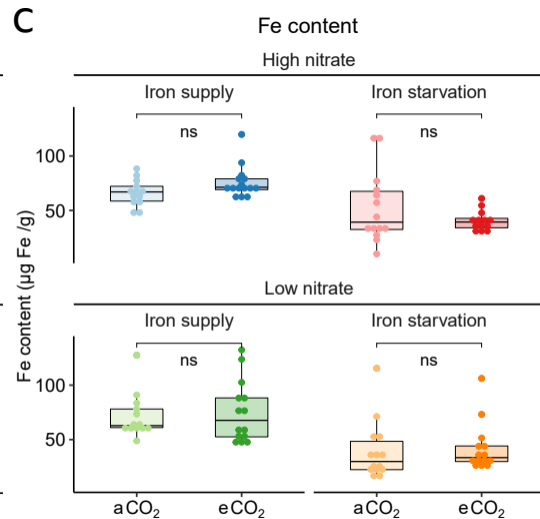 C
Fe content
High nitrate
Iron supply
Iron starvation
ns
ns
100
50
Low nitrate
Iron supply
Iron starvation
ns
ns
100
50
Fe content (µg Fe /g)
aCO₂
eCO₂
aCO₂
eCO₂